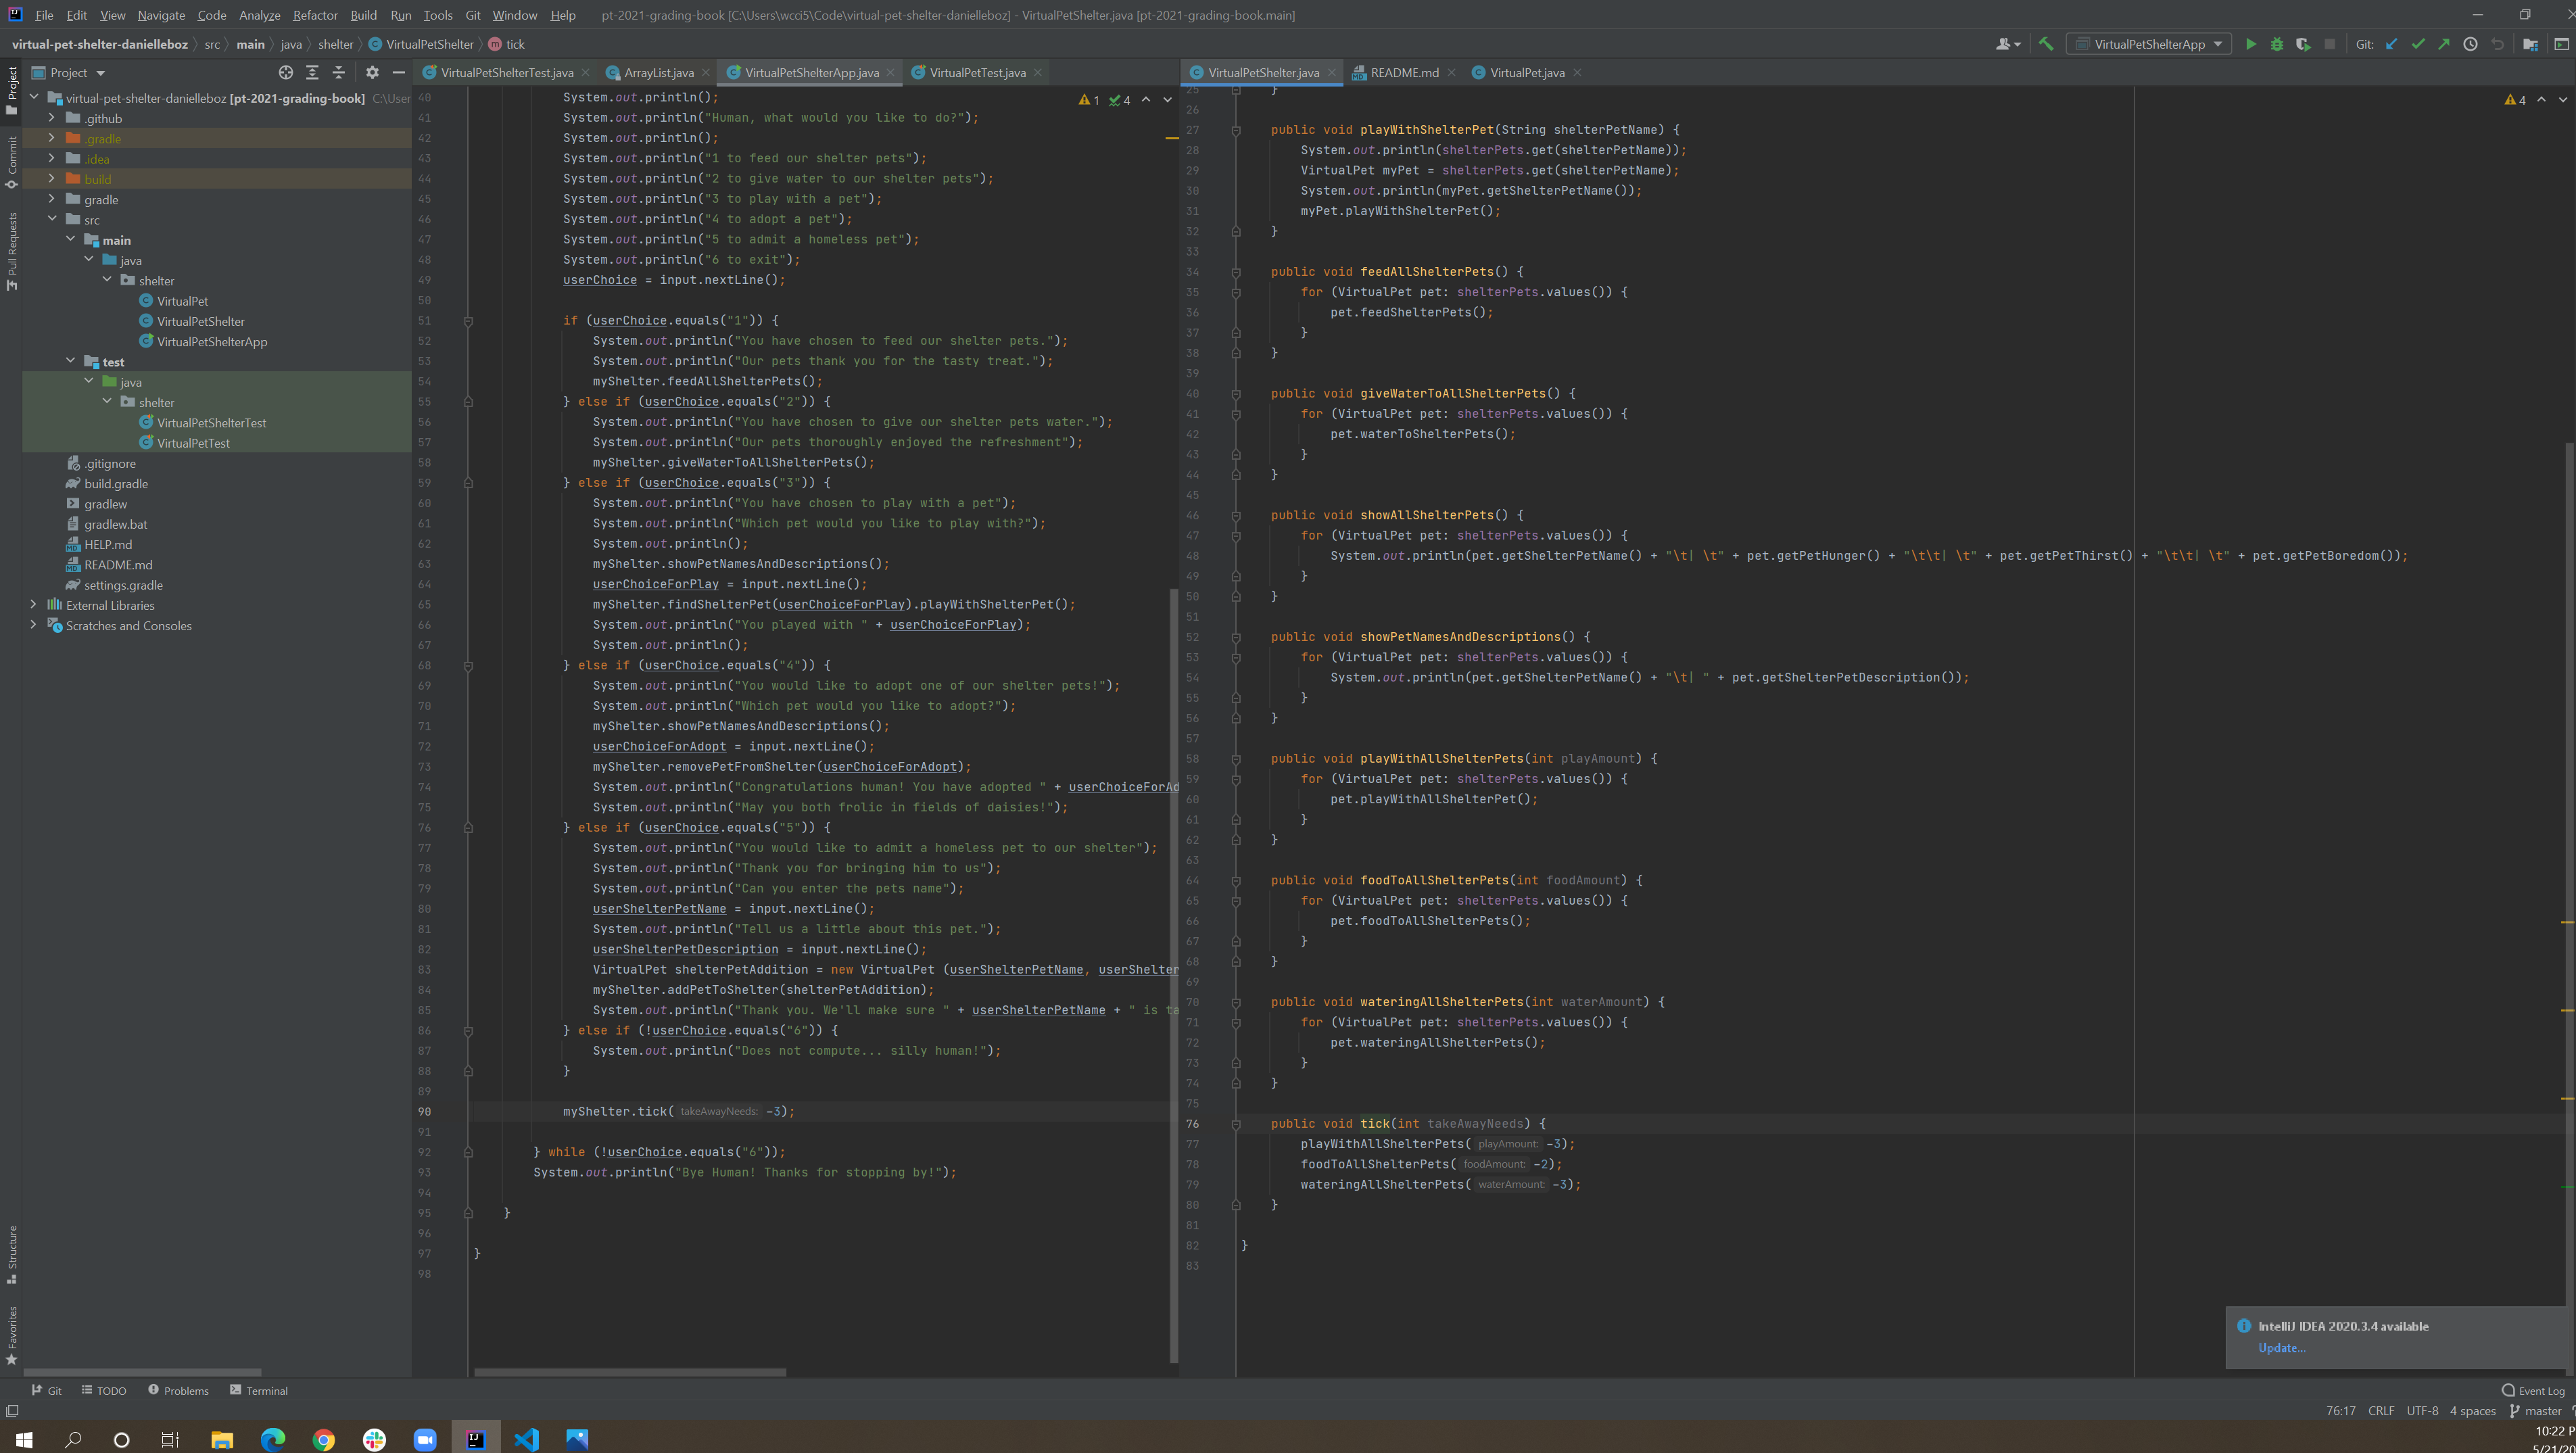 File Edit View Navigate Code Analyze Refactor Build Run Tools Git Window Help pt-2021-grading-book [C:\Users\wcci5\Code\virtual-pet-shelter-danielleboz] - VirtualPetShelter.java [pt-2021-grading-book.main]
virtual-pet-shelter-danielleboz src main java shelter VirtualPetShelter tick
VirtualPetShelterApp Git:
Project
Commit
Pull Requests
Structure
Favorites
Project
virtual-pet-shelter-danielleboz [pt-2021-grading-book] C:\User
.github
.gradle
.idea
build
gradle
src
main
java
shelter
VirtualPet
VirtualPetShelter
VirtualPetShelterApp
test
java
shelter
VirtualPetShelterTest
VirtualPetTest
.gitignore
build.gradle
gradlew
gradlew.bat
HELP.md
README.md
settings.gradle
External Libraries
Scratches and Consoles
VirtualPetShelterTest.java ArrayList.java VirtualPetShelterApp.java VirtualPetTest.java
1 4
40 System.out.println();
41 System.out.println("Human, what would you like to do?");
42 System.out.println();
43 System.out.println("1 to feed our shelter pets");
44 System.out.println("2 to give water to our shelter pets");
45 System.out.println("3 to play with a pet");
46 System.out.println("4 to adopt a pet");
47 System.out.println("5 to admit a homeless pet");
48 System.out.println("6 to exit");
49 userChoice = input.nextLine();
50
51 if (userChoice.equals("1")) {
52 System.out.println("You have chosen to feed our shelter pets.");
53 System.out.println("Our pets thank you for the tasty treat.");
54 myShelter.feedAllShelterPets();
55 } else if (userChoice.equals("2")) {
56 System.out.println("You have chosen to give our shelter pets water.");
57 System.out.println("Our pets thoroughly enjoyed the refreshment");
58 myShelter.giveWaterToAllShelterPets();
59 } else if (userChoice.equals("3")) {
60 System.out.println("You have chosen to play with a pet");
61 System.out.println("Which pet would you like to play with?");
62 System.out.println();
63 myShelter.showPetNamesAndDescriptions();
64 userChoiceForPlay = input.nextLine();
65 myShelter.findShelterPet(userChoiceForPlay).playWithShelterPet();
66 System.out.println("You played with " + userChoiceForPlay);
67 System.out.println();
68 } else if (userChoice.equals("4")) {
69 System.out.println("You would like to adopt one of our shelter pets!");
70 System.out.println("Which pet would you like to adopt?");
71 myShelter.showPetNamesAndDescriptions();
72 userChoiceForAdopt = input.nextLine();
73 myShelter.removePetFromShelter(userChoiceForAdopt);
74 System.out.println("Congratulations human! You have adopted " + userChoiceForAd
75 System.out.println("May you both frolic in fields of daisies!");
76 } else if (userChoice.equals("5")) {
77 System.out.println("You would like to admit a homeless pet to our shelter");
78 System.out.println("Thank you for bringing him to us");
79 System.out.println("Can you enter the pets name");
80 userShelterPetName = input.nextLine();
81 System.out.println("Tell us a little about this pet.");
82 userShelterPetDescription = input.nextLine();
83 VirtualPet shelterPetAddition = new VirtualPet (userShelterPetName, userShelter
84 myShelter.addPetToShelter(shelterPetAddition);
85 System.out.println("Thank you. We'll make sure " + userShelterPetName + " is ta
86 } else if (!userChoice.equals("6")) {
87 System.out.println("Does not compute... silly human!");
88 }
89
90 myShelter.tick( takeAwayNeeds: -3);
91
92 } while (!userChoice.equals("6"));
93 System.out.println("Bye Human! Thanks for stopping by!");
94
95 }
96
97 }
98
VirtualPetShelter.java README.md VirtualPet.java
4
25 }
26
27 public void playWithShelterPet(String shelterPetName) {
28 System.out.println(shelterPets.get(shelterPetName));
29 VirtualPet myPet = shelterPets.get(shelterPetName);
30 System.out.println(myPet.getShelterPetName());
31 myPet.playWithShelterPet();
32 }
33
34 public void feedAllShelterPets() {
35 for (VirtualPet pet: shelterPets.values()) {
36 pet.feedShelterPets();
37 }
38 }
39
40 public void giveWaterToAllShelterPets() {
41 for (VirtualPet pet: shelterPets.values()) {
42 pet.waterToShelterPets();
43 }
44 }
45
46 public void showAllShelterPets() {
47 for (VirtualPet pet: shelterPets.values()) {
48 System.out.println(pet.getShelterPetName() + "\t| \t" + pet.getPetHunger() + "\t\t| \t" + pet.getPetThirst() + "\t\t| \t" + pet.getPetBoredom());
49 }
50 }
51
52 public void showPetNamesAndDescriptions() {
53 for (VirtualPet pet: shelterPets.values()) {
54 System.out.println(pet.getShelterPetName() + "\t| " + pet.getShelterPetDescription());
55 }
56 }
57
58 public void playWithAllShelterPets(int playAmount) {
59 for (VirtualPet pet: shelterPets.values()) {
60 pet.playWithAllShelterPet();
61 }
62 }
63
64 public void foodToAllShelterPets(int foodAmount) {
65 for (VirtualPet pet: shelterPets.values()) {
66 pet.foodToAllShelterPets();
67 }
68 }
69
70 public void wateringAllShelterPets(int waterAmount) {
71 for (VirtualPet pet: shelterPets.values()) {
72 pet.wateringAllShelterPets();
73 }
74 }
75
76 public void tick(int takeAwayNeeds) {
77 playWithAllShelterPets( playAmount: -3);
78 foodToAllShelterPets( foodAmount: -2);
79 wateringAllShelterPets( waterAmount: -3);
80 }
81
82 }
83
IntelliJ IDEA 2020.3.4 available
Update...
Git TODO Problems Terminal Event Log
76:17 CRLF UTF-8 4 spaces master
10:22 P
5/21/20